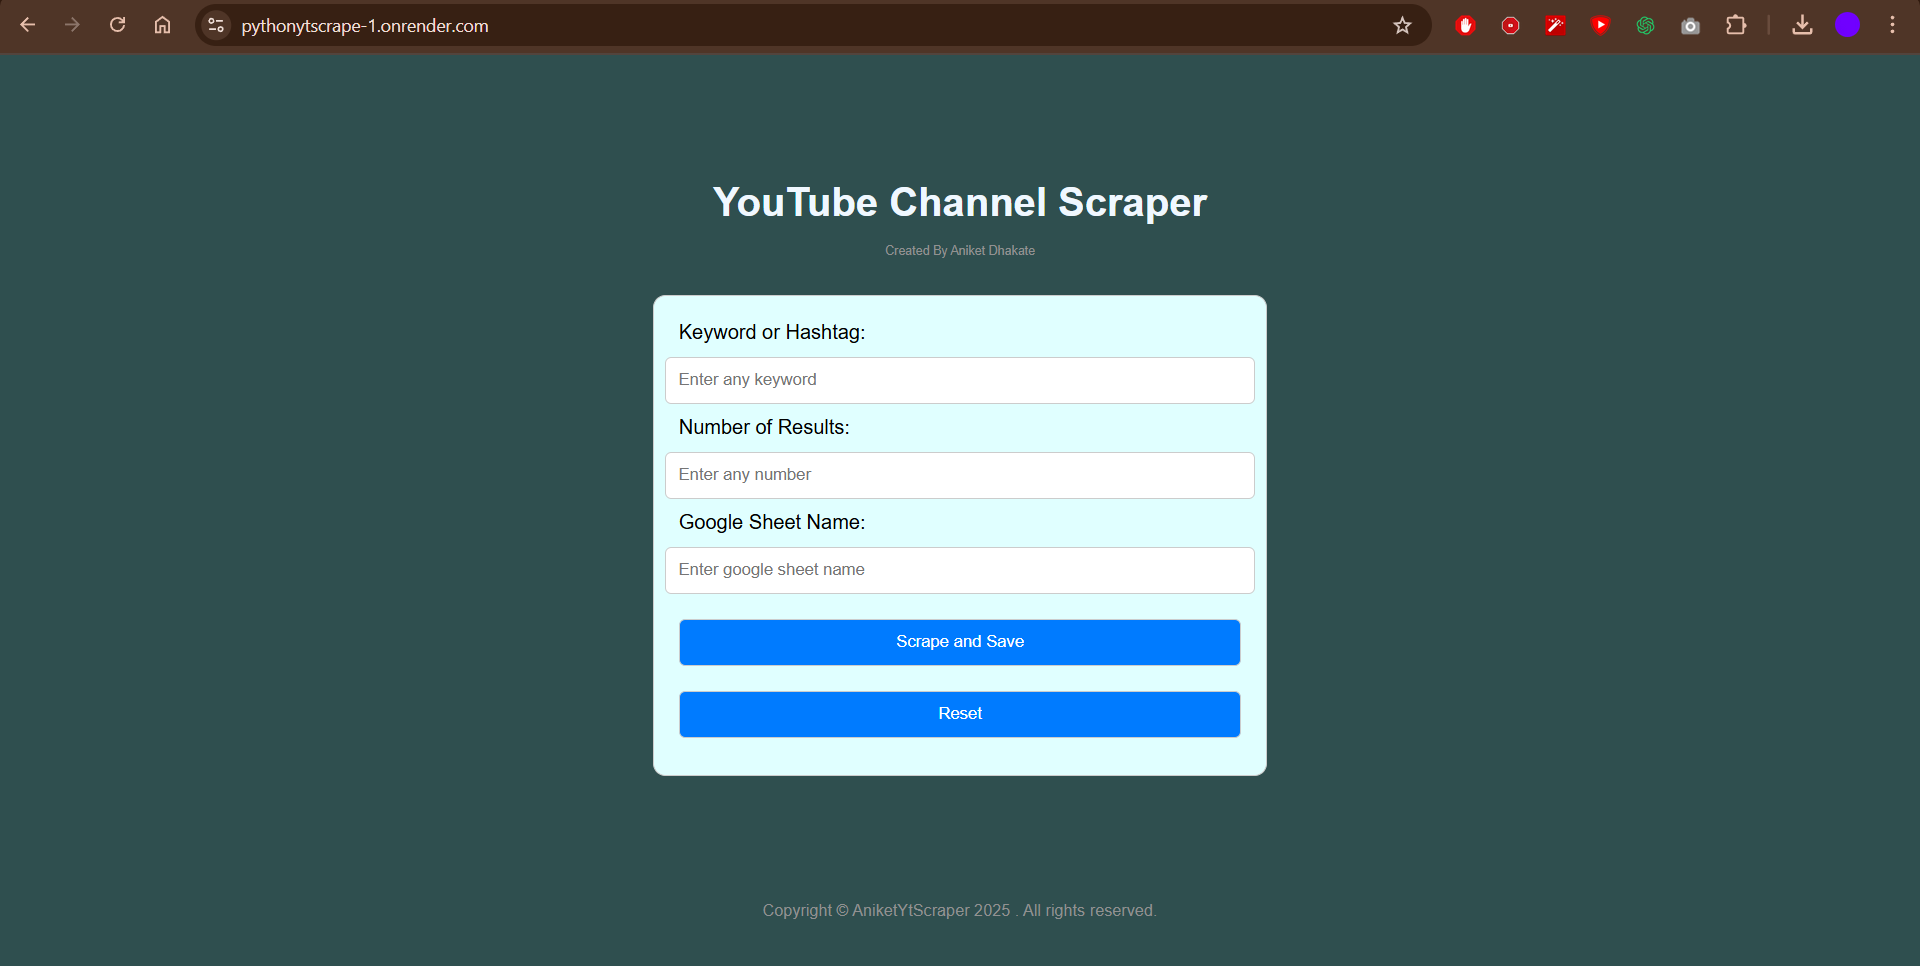 pythonytscrape-1.onrender.com
YouTube Channel Scraper
Created By Aniket Dhakate
Keyword or Hashtag:
Enter any keyword
Number of Results:
Enter any number
Google Sheet Name:
Enter google sheet name
Scrape and Save
Reset
Copyright © AniketYtScraper 2025 . All rights reserved.